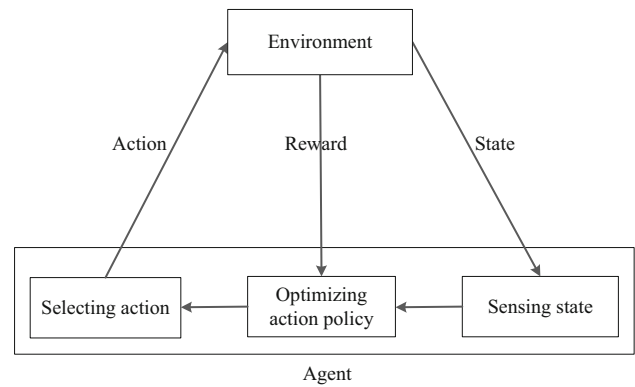 Environment
Action
Reward
State
Selecting action
Optimizing
action policy
Sensing state
Agent